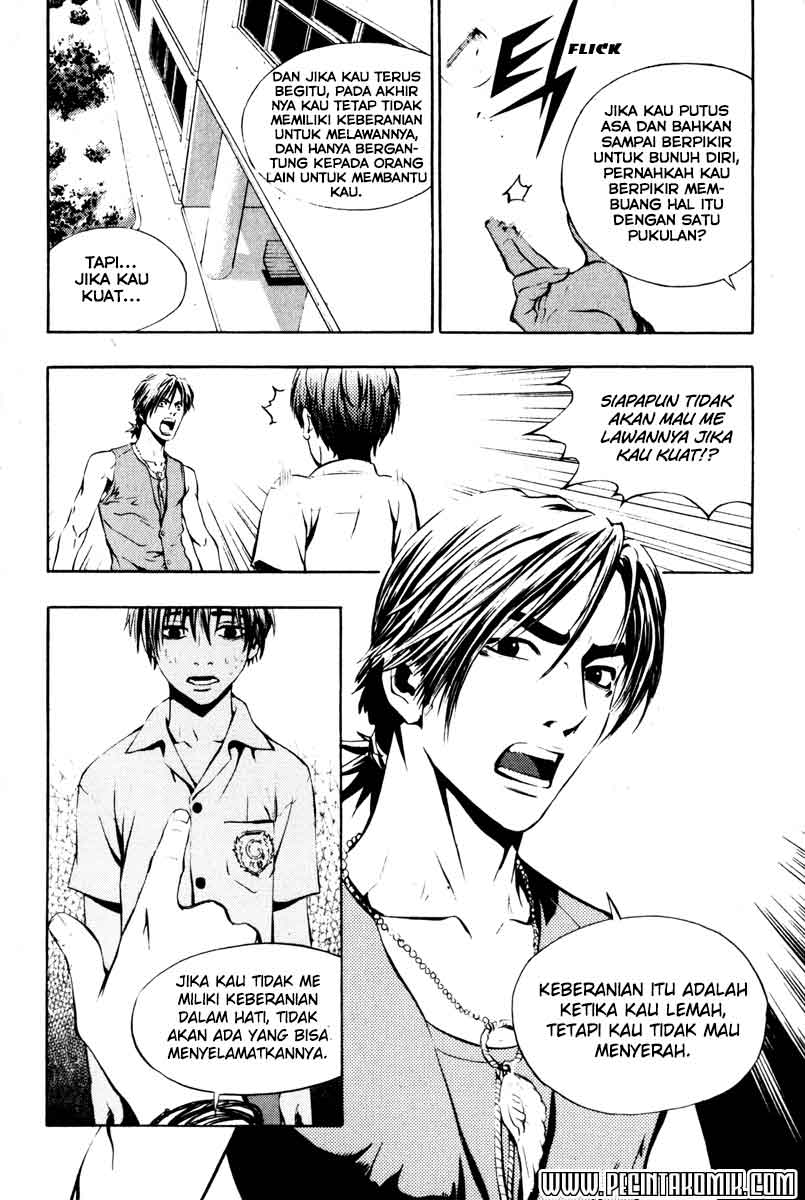 DAN JIKA KAU TERUS
BEGITU, PADA AKHIR
NYA KAU TETAP TIDAK
MEMILIKI KEBERANIAN
UNTUK MELAWANNYA,
DAN HANYA BERGAN-
TUNG KEPADA ORANG
LAIN UNTUK MEMBANTU
KAU.
TAPI...
JIKA KAU
KUAT...
FLICK
JIKA KAU PUTUS
ASA DAN BAHKAN
SAMPAI BERPIKIR
UNTUK BUNUH DIRI,
PERNAHKAH KAU
BERPIKIR MEM-
BUANG HAL ITU
DENGAN SATU
PUKULAN?
SIAPAPUN TIDAK
AKAN MAU ME
LAWANNYA JIKA
KAU KUAT!?
JIKA KAU TIDAK ME
MILIKI KEBERANIAN
DALAM HATI, TIDAK
AKAN ADA YANG BISA
MENYELAMATKANNYA.
KEBERANIAN ITU ADALAH
KETIKA KAU LEMAH,
TETAPI KAU TIDAK MAU
MENYERAH.
WWW.PECINTAKOMIK.COM